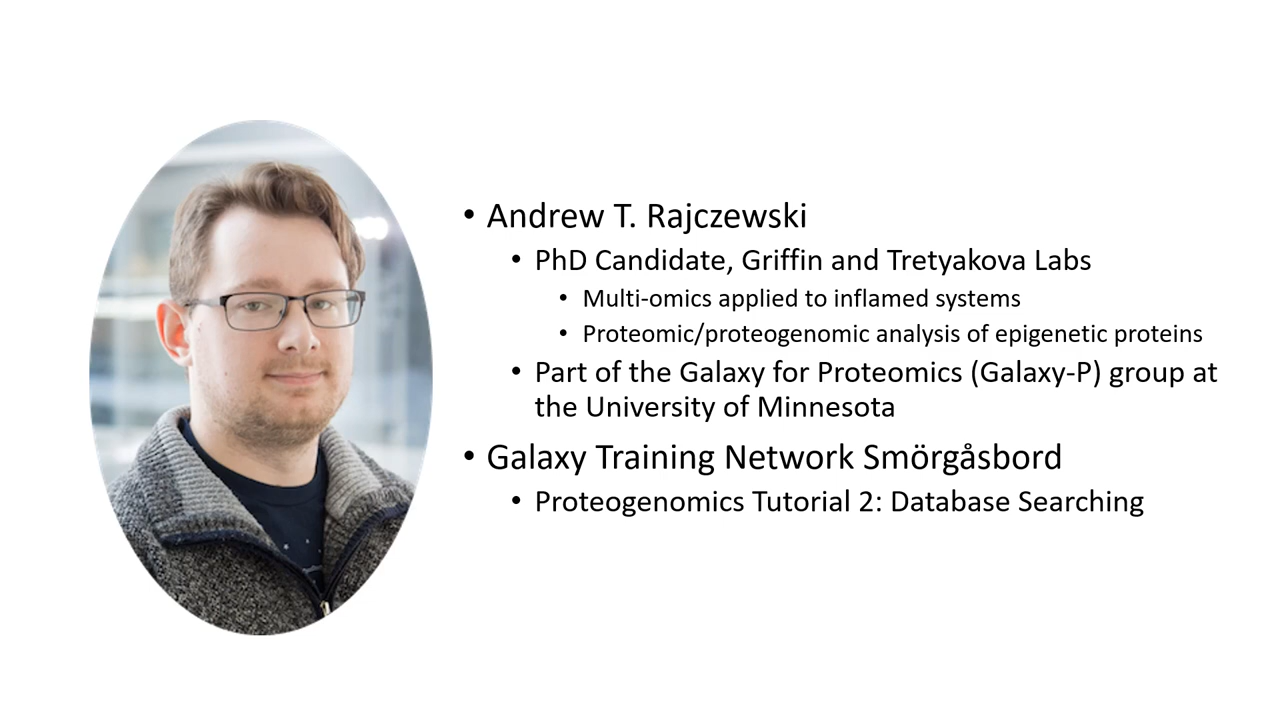 • Andrew T. Rajczewski
• PhD Candidate, Griffin and Tretyakova Labs
• Multi-omics applied to inflamed systems
• Proteomic/proteogenomic analysis of epigenetic proteins
• Part of the Galaxy for Proteomics (Galaxy-P) group at
the University of Minnesota
• Galaxy Training Network Smörgåsbord
• Proteogenomics Tutorial 2: Database Searching